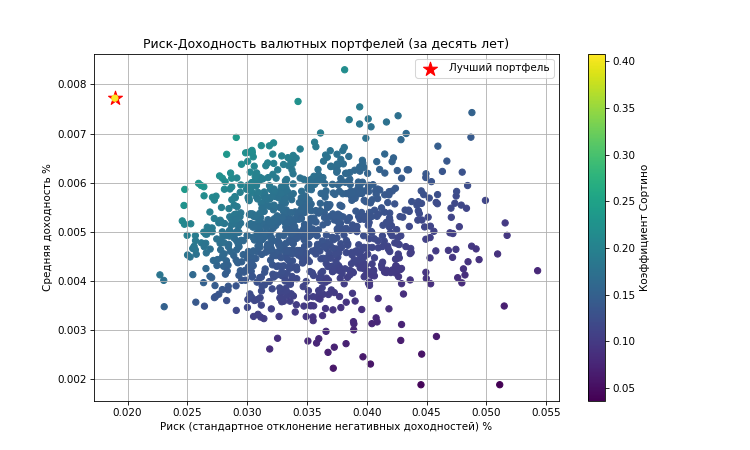 Риск-Доходность валютных портфелей (за десять лет)
Лучший портфель
Средняя доходность %
0.008
0.007
0.006
0.005
0.004
0.003
0.002
0.020 0.025 0.030 0.035 0.040 0.045 0.050 0.055
Риск (стандартное отклонение негативных доходностей) %
0.40
0.35
0.30
0.25
0.20
0.15
0.10
0.05
Коэффициент Сортино